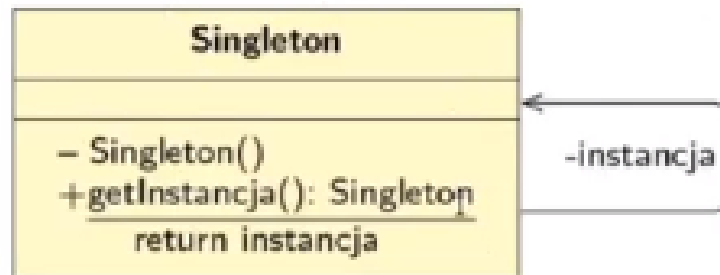 Singleton
– Singleton()
+getInstancja(): Singleton
return instancja
-instancja